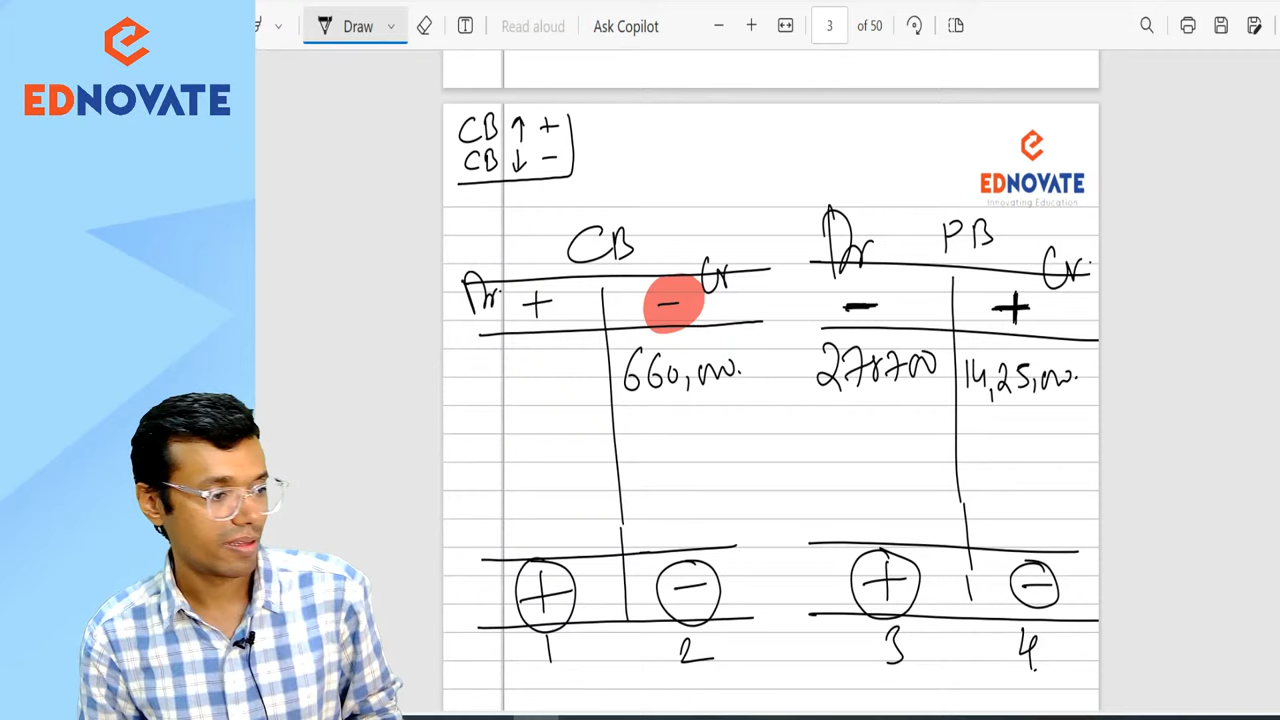 Draw
Read aloud
Ask Copilot
3 of 50
EDNOVATE
CB ↑ +
CB ↓ -
EDNOVATE
Innovating Education
CB
Dr PB
Dr. Cr Cr.
+ - - +
660,000. 278700 14,25,000.
+ - + -
1 2 3 4.